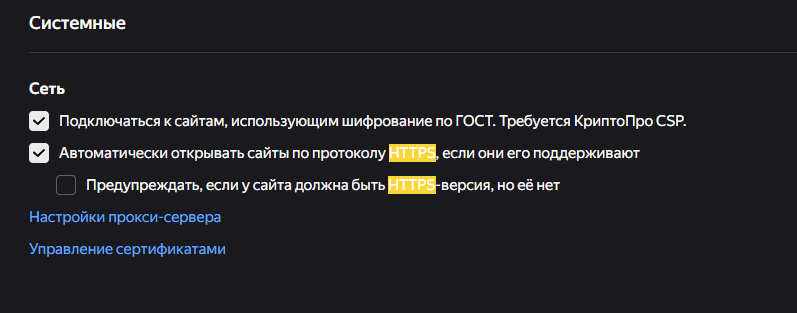 Системные
Сеть
Подключаться к сайтам, использующим шифрование по ГОСТ. Требуется КриптоПро CSP.
Автоматически открывать сайты по протоколу HTTPS, если они его поддерживают
Предупреждать, если у сайта должна быть HTTPS-версия, но её нет
Настройки прокси-сервера
Управление сертификатами